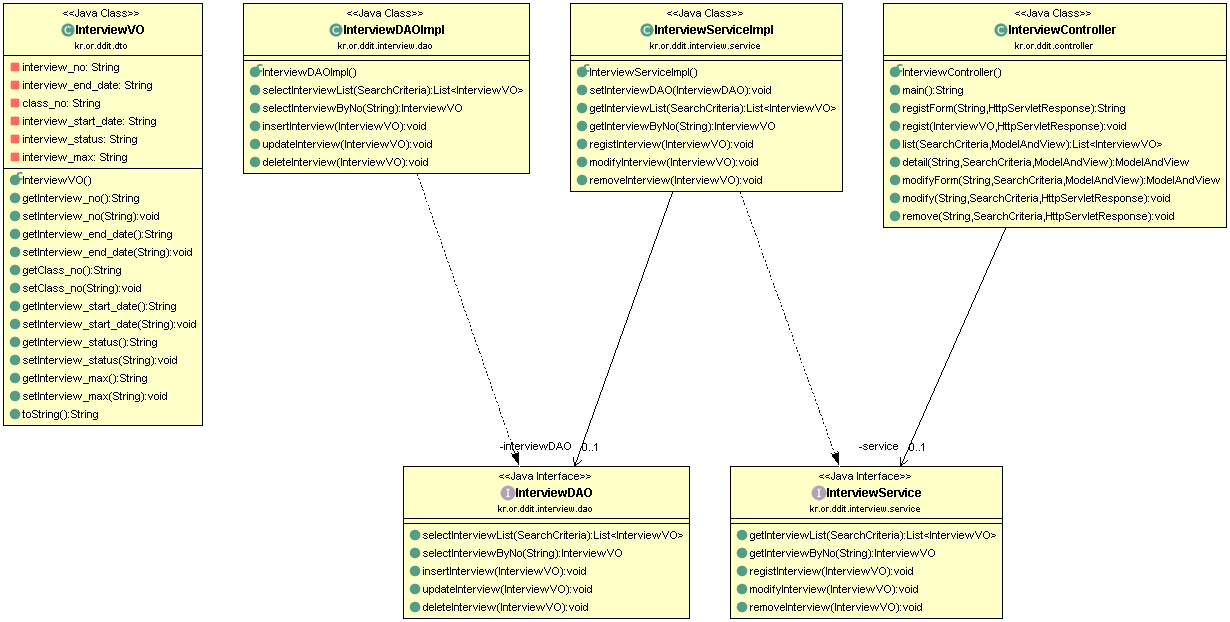 <<Java Class>>
InterviewVO
kr.or.ddit.dto
interview_no: String
interview_end_date: String
class_no: String
interview_start_date: String
interview_status: String
interview_max: String
InterviewVO()
getInterview_no():String
setInterview_no(String):void
getInterview_end_date():String
setInterview_end_date(String):void
getClass_no():String
setClass_no(String):void
getInterview_start_date():String
setInterview_start_date(String):void
getInterview_status():String
setInterview_status(String):void
getInterview_max():String
setInterview_max(String):void
toString():String
<<Java Class>>
InterviewDAOImpl
kr.or.ddit.interview.dao
InterviewDAOImpl()
selectInterviewList(SearchCriteria):List<InterviewVO>
selectInterviewByNo(String):InterviewVO
insertInterview(InterviewVO):void
updateInterview(InterviewVO):void
deleteInterview(InterviewVO):void
<<Java Class>>
InterviewServiceImpl
kr.or.ddit.interview.service
InterviewServiceImpl()
setInterviewDAO(InterviewDAO):void
getInterviewList(SearchCriteria):List<InterviewVO>
getInterviewByNo(String):InterviewVO
registInterview(InterviewVO):void
modifyInterview(InterviewVO):void
removeInterview(InterviewVO):void
<<Java Class>>
InterviewController
kr.or.ddit.controller
InterviewController()
main():String
registForm(String,HttpServletResponse):String
regist(InterviewVO,HttpServletResponse):void
list(SearchCriteria,ModelAndView):List<InterviewVO>
detail(String,SearchCriteria,ModelAndView):ModelAndView
modifyForm(String,SearchCriteria,ModelAndView):ModelAndView
modify(String,SearchCriteria,HttpServletResponse):void
remove(String,SearchCriteria,HttpServletResponse):void
-interviewDAO 0..1
-service 0..1
<<Java Interface>>
I
InterviewDAO
kr.or.ddit.interview.dao
selectInterviewList(SearchCriteria):List<InterviewVO>
selectInterviewByNo(String):InterviewVO
insertInterview(InterviewVO):void
updateInterview(InterviewVO):void
deleteInterview(InterviewVO):void
<<Java Interface>>
I
InterviewService
kr.or.ddit.interview.service
getInterviewList(SearchCriteria):List<InterviewVO>
getInterviewByNo(String):InterviewVO
registInterview(InterviewVO):void
modifyInterview(InterviewVO):void
removeInterview(InterviewVO):void